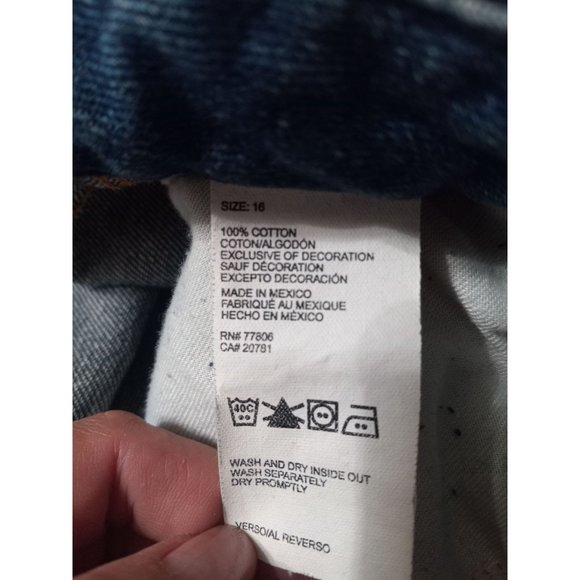 SIZE: 16
100% COTTON
COTON/ALGODÓN
EXCLUSIVE OF DECORATION
SAUF DÉCORATION
EXCEPTO DECORACIÓN
MADE IN MEXICO
FABRIQUÉ AU MEXIQUE
HECHO EN MÉXICO
RN# 77806
CA# 20781
40C
WASH AND DRY INSIDE OUT
WASH SEPARATELY
DRY PROMPTLY
VERSO/AL REVERSO